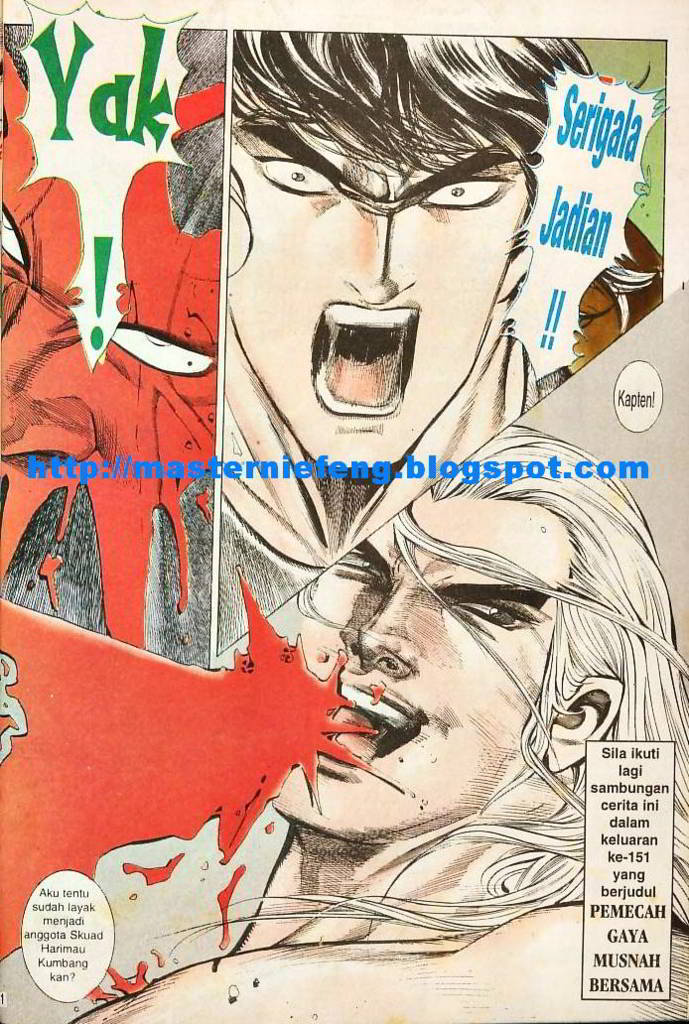 Yak
!
Serigala
Jadian
!!
Kapten!
http://masterniefeng.blogspot.com
Aku tentu
sudah layak
menjadi
anggota Skuad
Harimau
Kumbang
kan?
Sila ikuti
lagi
sambungan
cerita ini
dalam
keluaran
ke-151
yang
berjudul
PEMECAH
GAYA
MUSNAH
BERSAMA
1